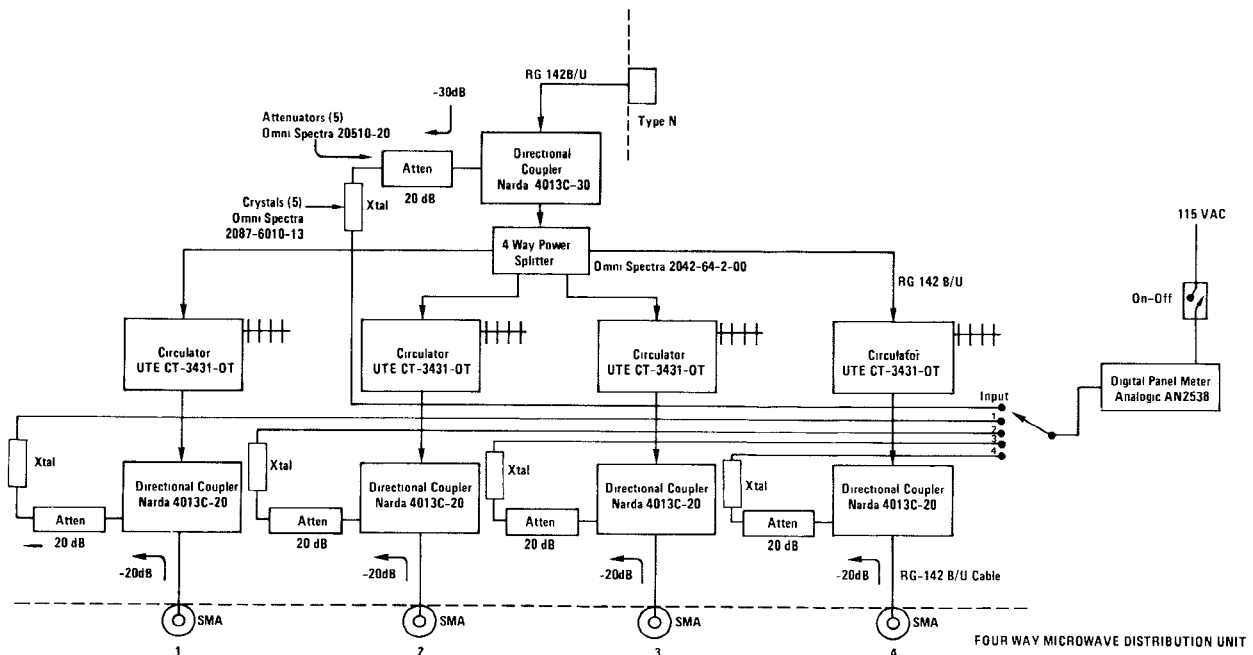 RG 142B/U
-30dB
Type N
Attenuators (5)
Omni Spectra 20510-20
Atten
20 dB
Directional
Coupler
Narda 4013C-30
Crystals (5)
Omni Spectra
2087-6010-13
Xtal
115 VAC
4 Way Power
Splitter
Omni Spectra 2042-64-2-00
RG 142 B/U
On-Off
Circulator
UTE CT-3431-OT
Circulator
UTE CT-3431-OT
Circulator
UTE CT-3431-OT
Circulator
UTE CT-3431-OT
Digital Panel Meter
Analogic AN2538
Input
1
2
3
4
Xtal
Xtal
Xtal
Xtal
Directional Coupler
Narda 4013C-20
Directional Coupler
Narda 4013C-20
Directional Coupler
Narda 4013C-20
Directional Coupler
Narda 4013C-20
Atten
20 dB
Atten
20 dB
Atten
20 dB
Atten
20 dB
-20dB
-20dB
-20dB
-20dB
RG-142 B/U Cable
SMA
SMA
SMA
SMA
1
2
3
4
FOUR WAY MICROWAVE DISTRIBUTION UNIT